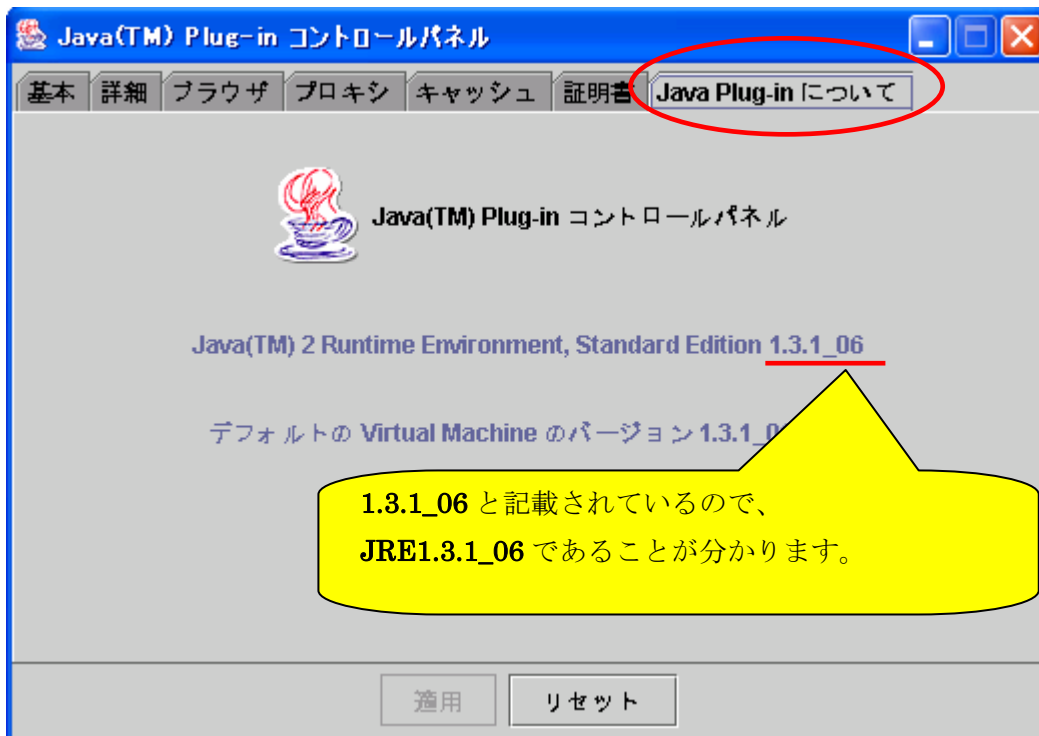 Java(TM) Plug-in コントロールパネル
基本 詳細 ブラウザ プロキシ キャッシュ 証明書 Java Plug-in について
Java(TM) Plug-in コントロールパネル
Java(TM) 2 Runtime Environment, Standard Edition 1.3.1_06
デフォルトの Virtual Machine のバージョン 1.3.1_0
1.3.1_06 と記載されているので、
JRE1.3.1_06 であることが分かります。
適用 リセット